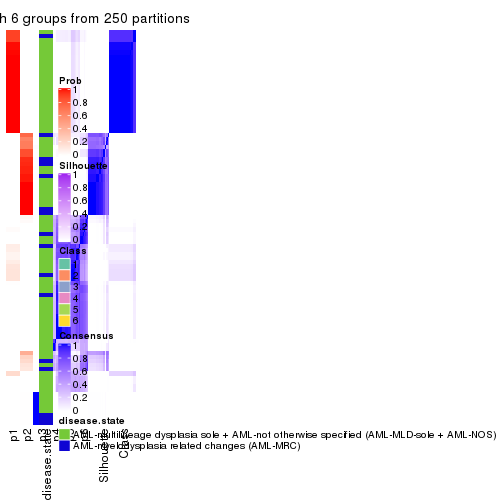 h 6 groups from 250 partitions
Prob
1
0.8
0.6
0.4
0.2
0
Silhouette
1
0.8
0.6
0.4
0.2
0
Class
1
2
3
4
5
6
Consensus
1
0.8
0.6
0.4
0.2
0
disease.state
AML-multilineage dysplasia sole + AML-not otherwise specified (AML-MLD-sole + AML-NOS)
AML-myelodysplasia related changes (AML-MRC)
p1
p2
p3
disease.state
p4
Silhouette
Class